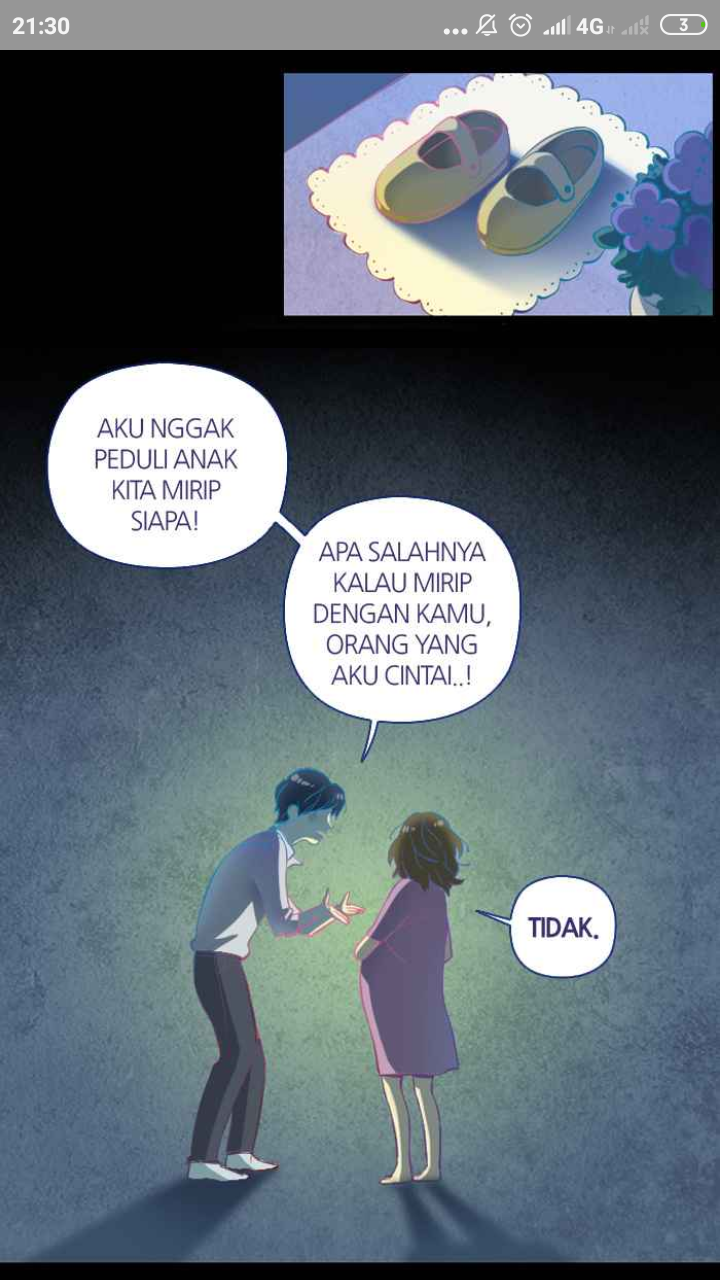 21:30
4G
3
AKU NGGAK
PEDULI ANAK
KITA MIRIP
SIAPA!
APA SALAHNYA
KALAU MIRIP
DENGAN KAMU,
ORANG YANG
AKU CINTAI..!
TIDAK.